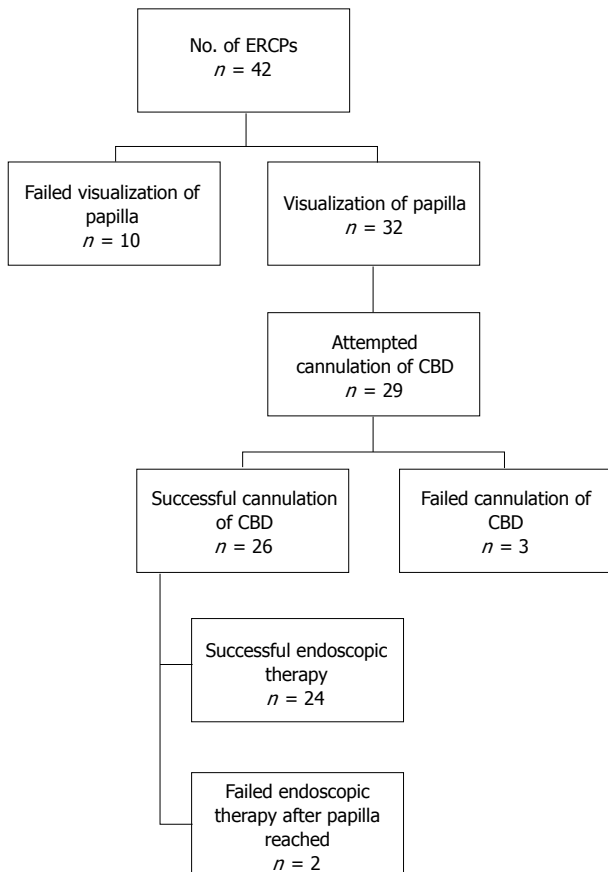 No. of ERCPs
n = 42
Failed visualization of
papilla
n = 10
Visualization of papilla
n = 32
Attempted
cannulation of CBD
n = 29
Successful cannulation
of CBD
n = 26
Failed cannulation of
CBD
n = 3
Successful endoscopic
therapy
n = 24
Failed endoscopic
therapy after papilla
reached
n = 2